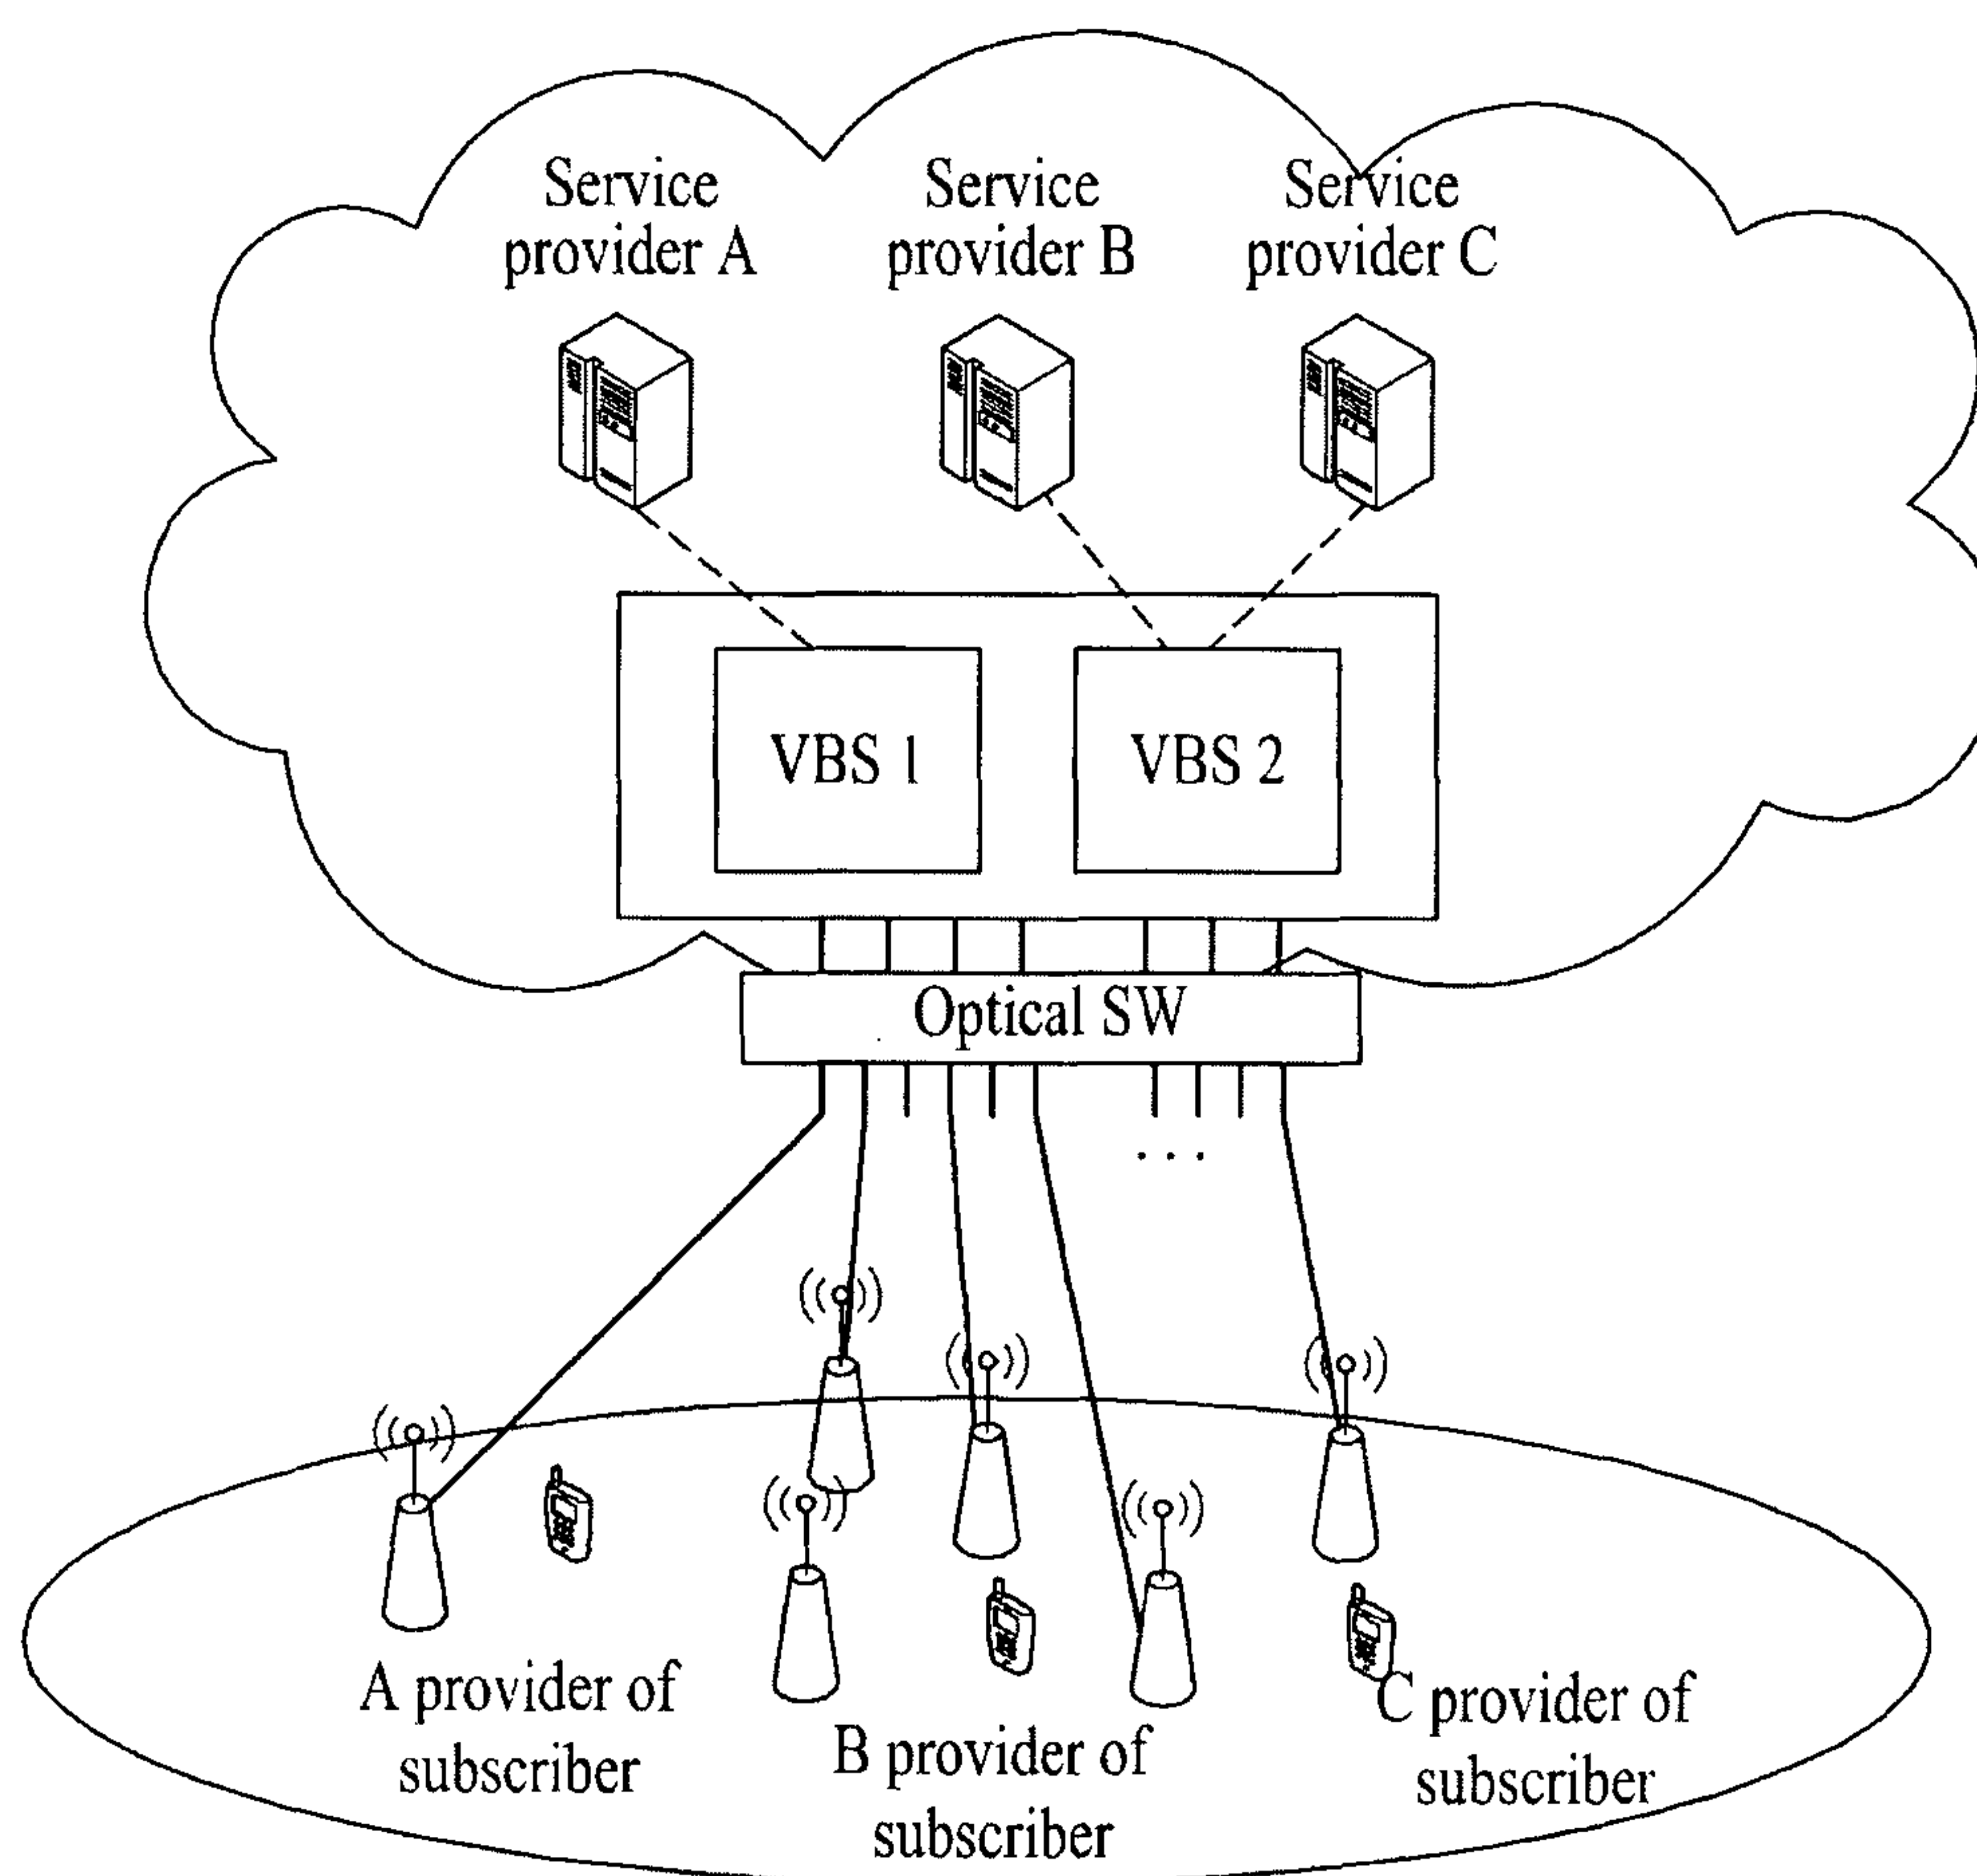 Service
provider A
Service
provider B
Service
provider C
VBS 1
VBS 2
Optical SW
...
A provider of
subscriber
B provider of
subscriber
C provider of
subscriber